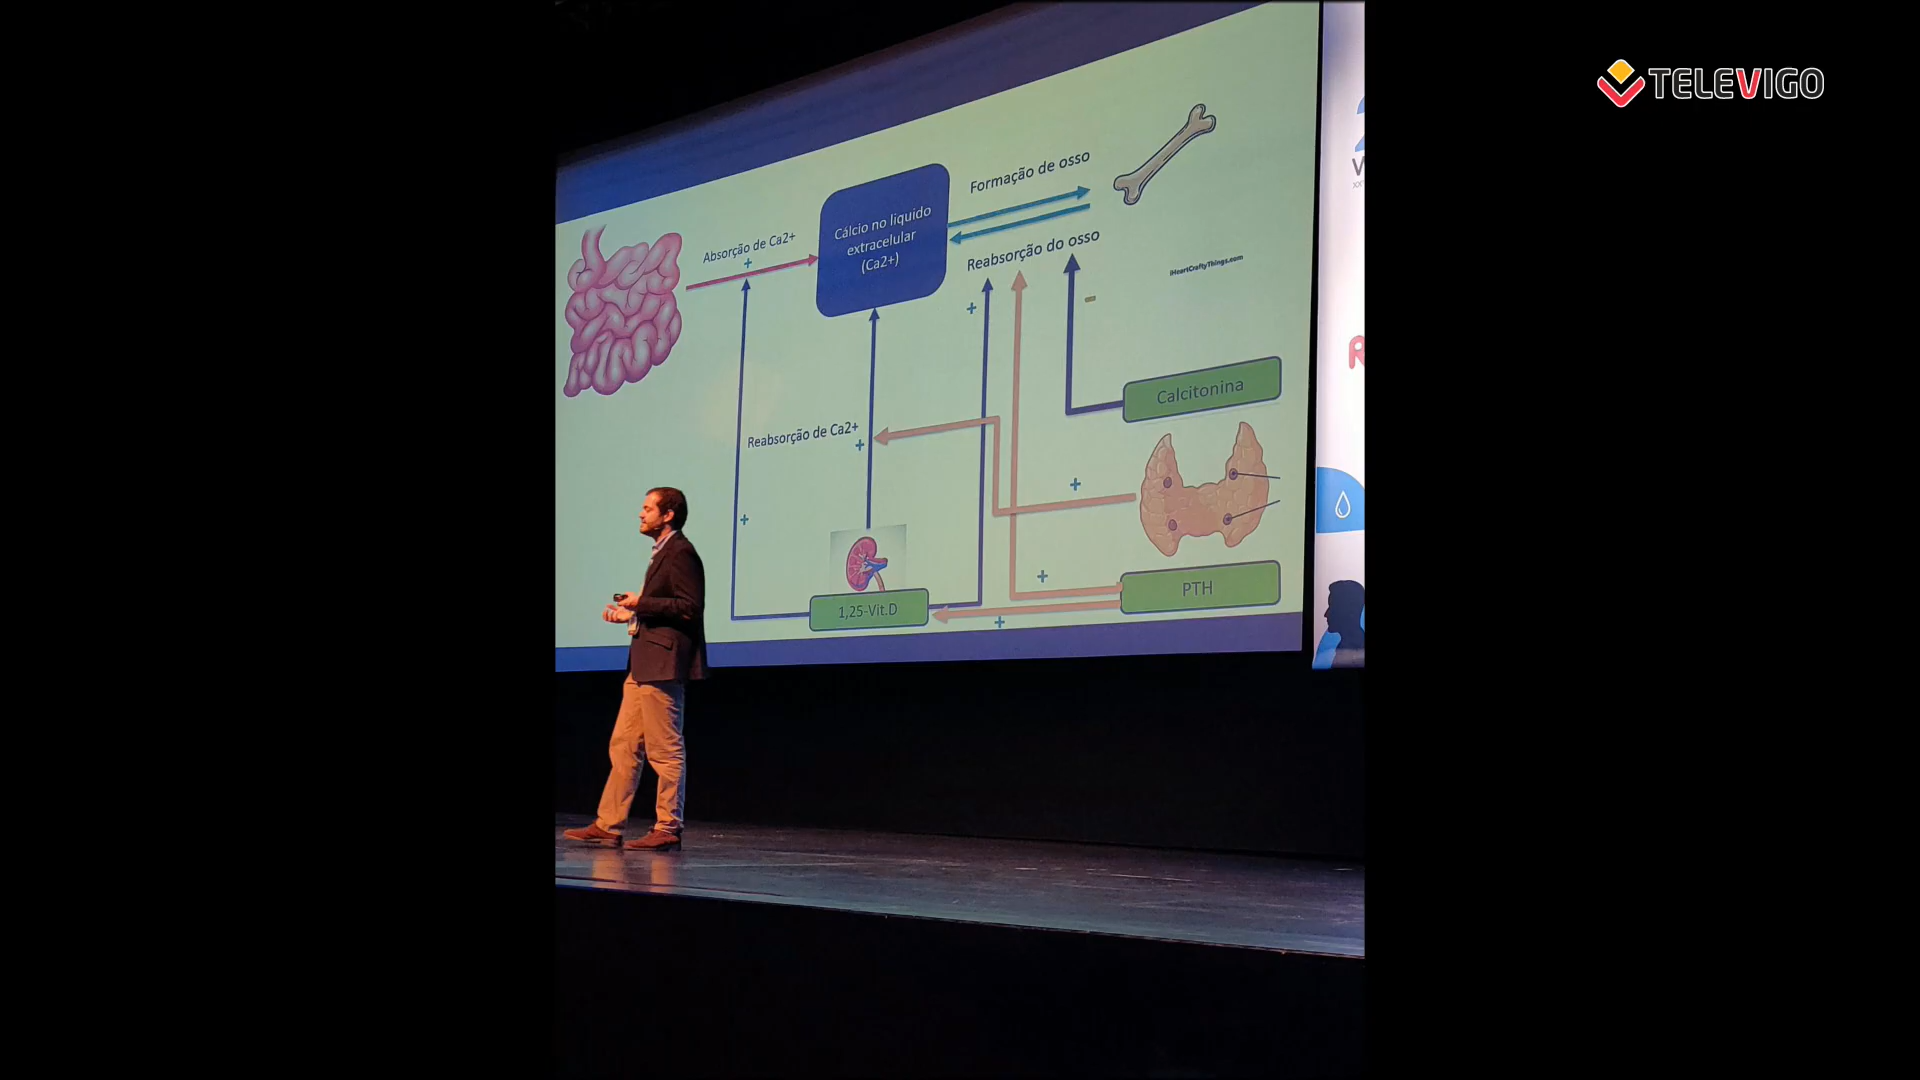 TELEVIGO
Formação de osso
Absorção de Ca2+
+
Cálcio no liquido
extracelular
(Ca2+)
Reabsorção do osso
iHeartCraftyThings.com
+
-
Calcitonina
Reabsorção de Ca2+
+
+
+
+
PTH
1,25-Vit.D
+